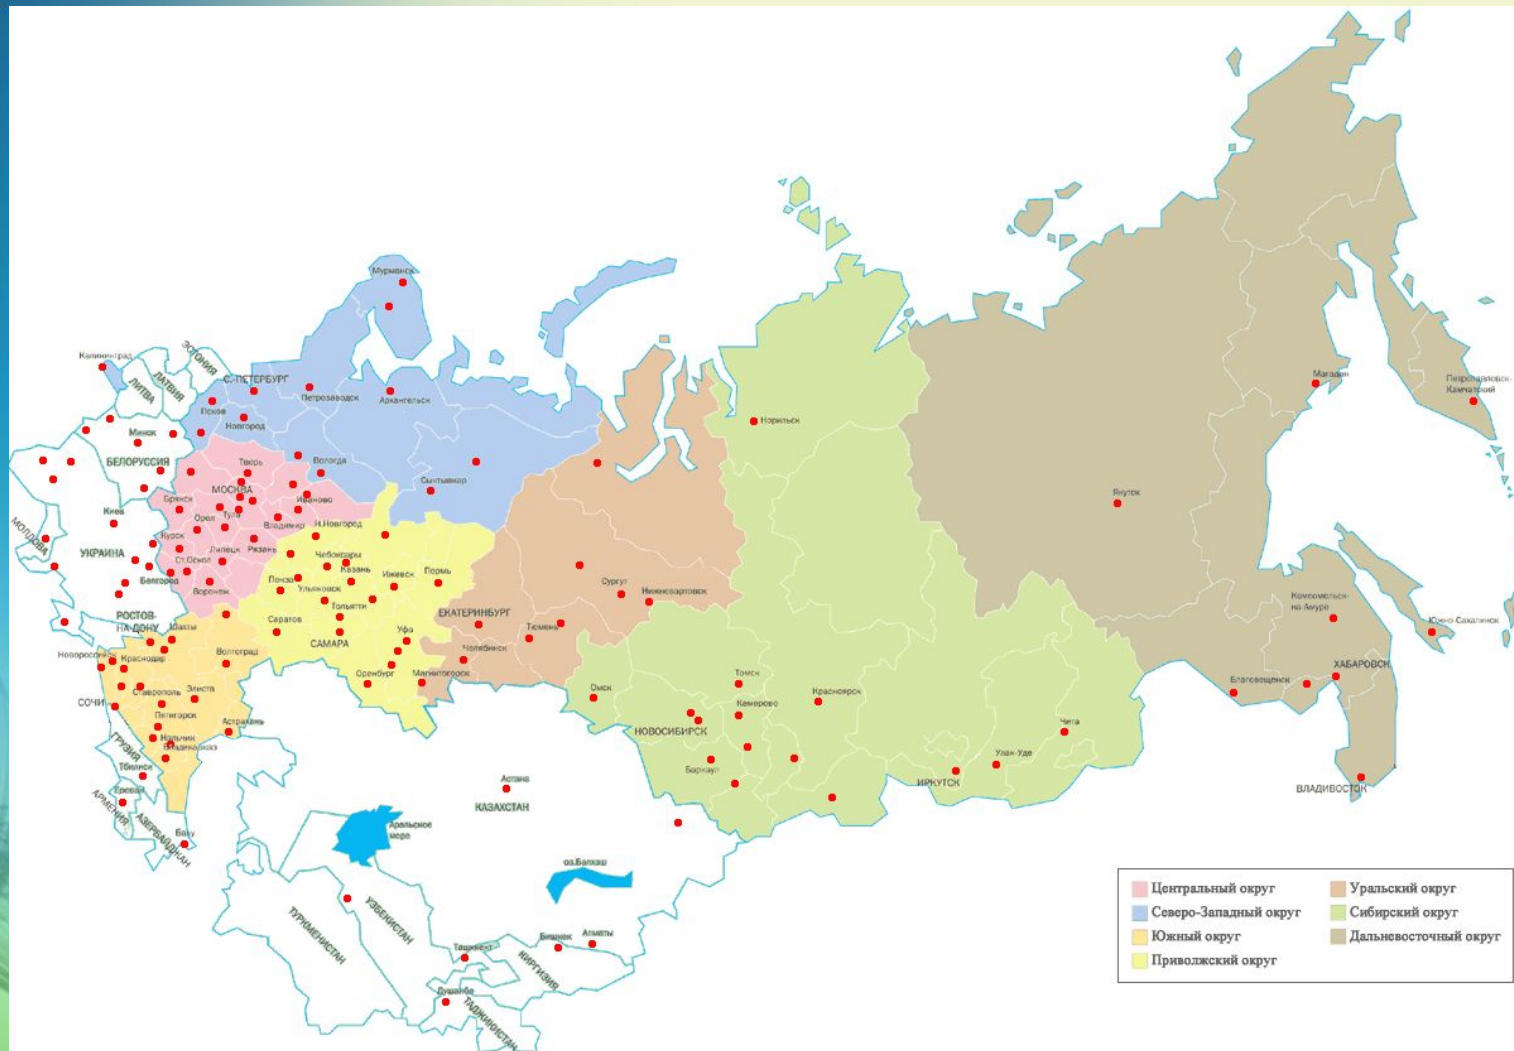 Мурманск
Калининград
ЭСТОНИЯ
ЛАТВИЯ
ЛИТВА
С.-ПЕТЕРБУРГ
Петрозаводск
Архангельск
Псков
Новгород
Минск
БЕЛОРУССИЯ
Вологда
Сыктывкар
Тверь
МОСКВА
Иваново
Брянск
Тула
Орел
Владимир
Н.Новгород
Киев
МОЛДОВА
УКРАИНА
Курск
Липецк
Рязань
Ст.Оскол
Белгород
Воронеж
Чебоксары
Казань
Пенза
Ульяновск
Ижевск
Пермь
Тольятти
Саратов
САМАРА
Уфа
Оренбург
РОСТОВ-
НА-ДОНУ
Шахты
Новороссийск
Краснодар
Волгоград
Ставрополь
Элиста
СОЧИ
Пятигорск
Астрахань
Нальчик
Владикавказ
ГРУЗИЯ
Тбилиси
Ереван
АРМЕНИЯ
АЗЕРБАЙДЖАН
Баку
ЕКАТЕРИНБУРГ
Тюмень
Челябинск
Магнитогорск
Сургут
Нижневартовск
Норильск
Омск
Томск
Кемерово
Красноярск
НОВОСИБИРСК
Барнаул
ИРКУТСК
Улан-Уде
Чита
Якутск
Магадан
Петропавловск-
Камчатский
Комсомольск-
на Амуре
Южно-Сахалинск
ХАБАРОВСК
Благовещенск
ВЛАДИВОСТОК
Астана
КАЗАХСТАН
Аральское
море
оз.Балхаш
ТУРКМЕНИСТАН
УЗБЕКИСТАН
Ташкент
Бишкек
Алматы
КИРГИЗИЯ
Душанбе
ТАДЖИКИСТАН
Центральный округ
Северо-Западный округ
Южный округ
Приволжский округ
Уральский округ
Сибирский округ
Дальневосточный округ